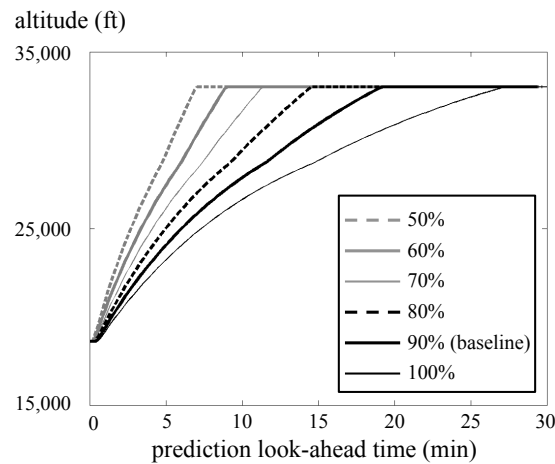 altitude (ft)
35,000
25,000
15,000
50%
60%
70%
80%
90% (baseline)
100%
0 5 10 15 20 25 30
prediction look-ahead time (min)